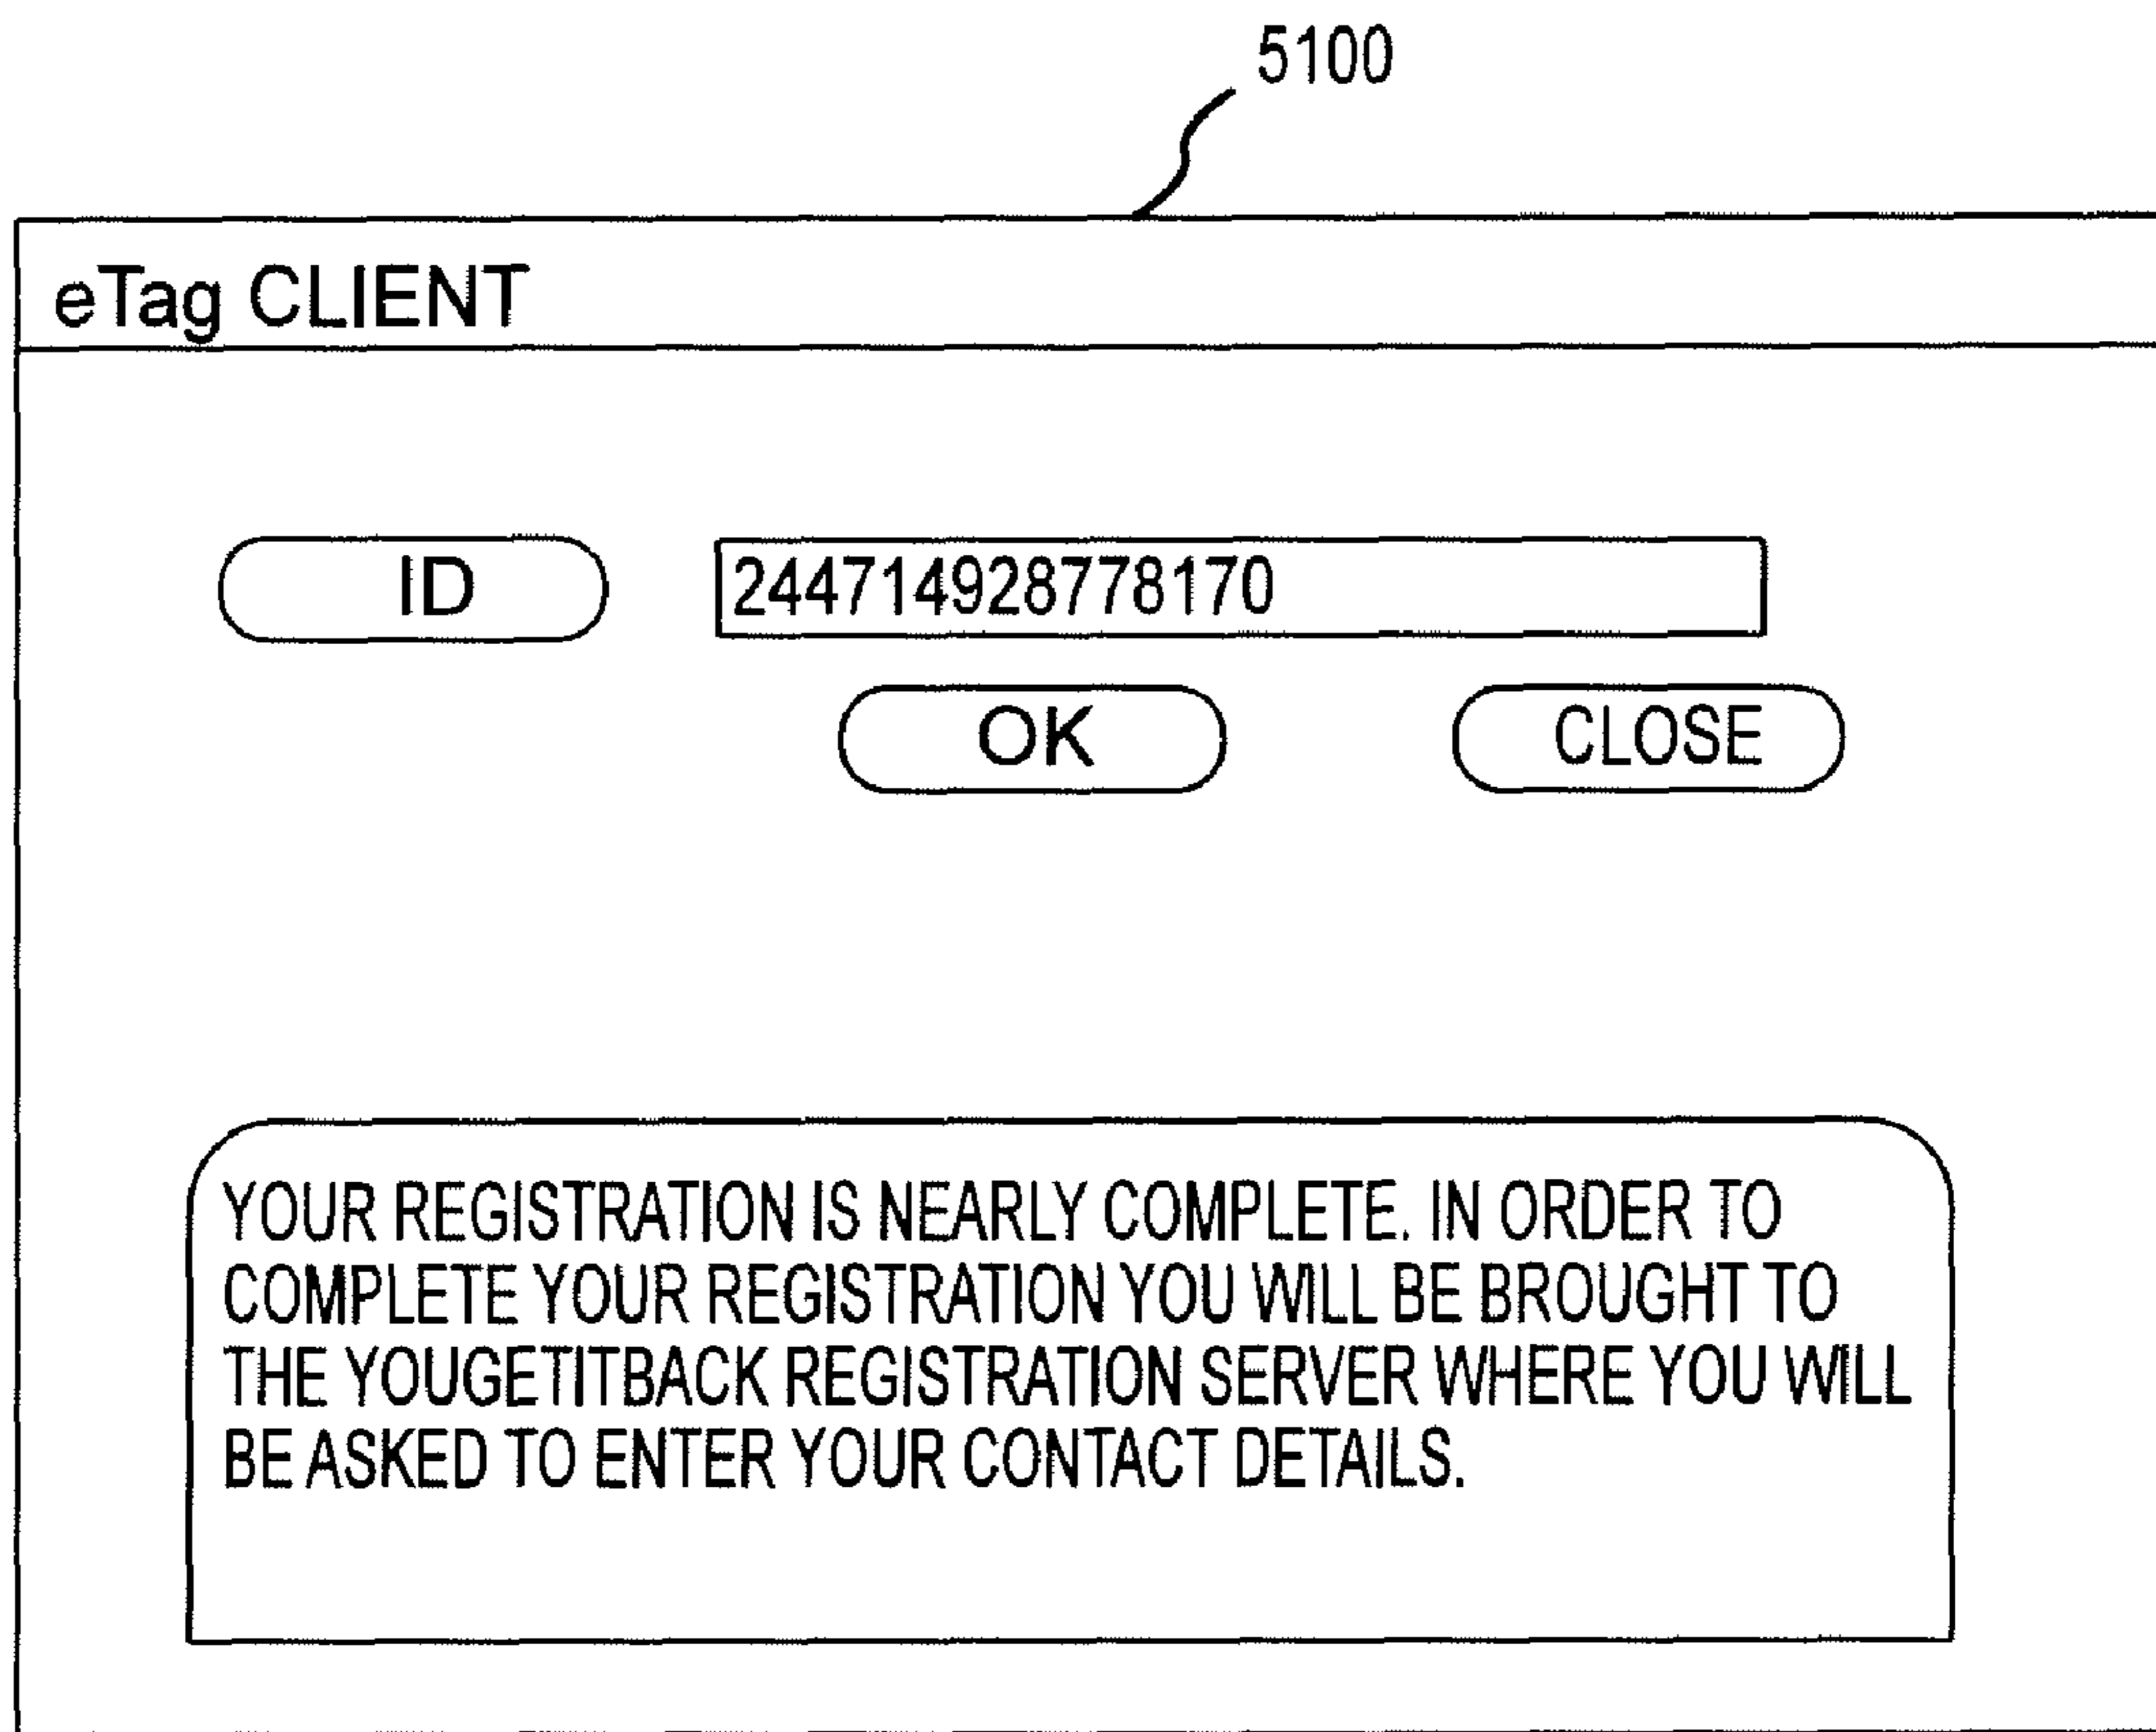 5100
eTag CLIENT
ID
244714928778170
OK
CLOSE
YOUR REGISTRATION IS NEARLY COMPLETE. IN ORDER TO
COMPLETE YOUR REGISTRATION YOU WILL BE BROUGHT TO
THE YOUGETITBACK REGISTRATION SERVER WHERE YOU WILL
BE ASKED TO ENTER YOUR CONTACT DETAILS.